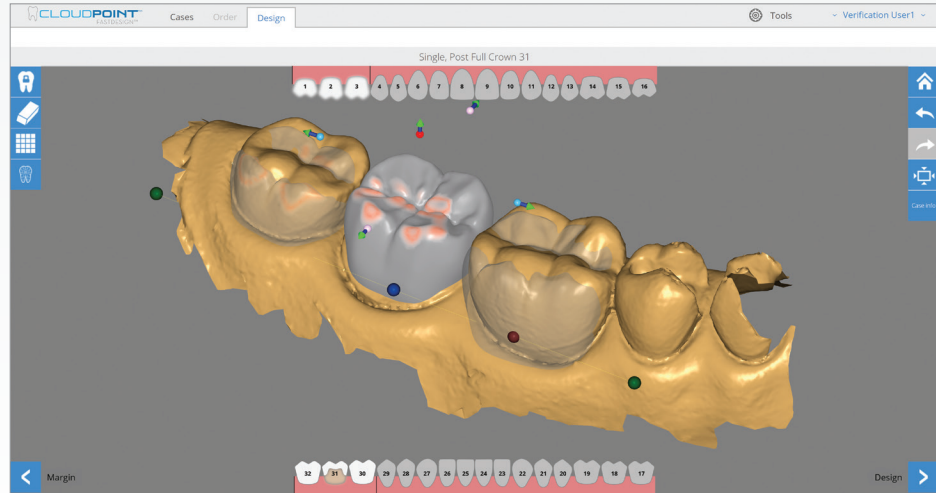 CLOUDPOINT™
FASTDESIGN™
Cases Order Design
Tools
Verification User1
Single, Post Full Crown 31
1 2 3 4 5 6 7 8 9 10 11 12 13 14 15 16
Case info
32 31 30 29 28 27 26 25 24 23 22 21 20 19 18 17
Margin
Design